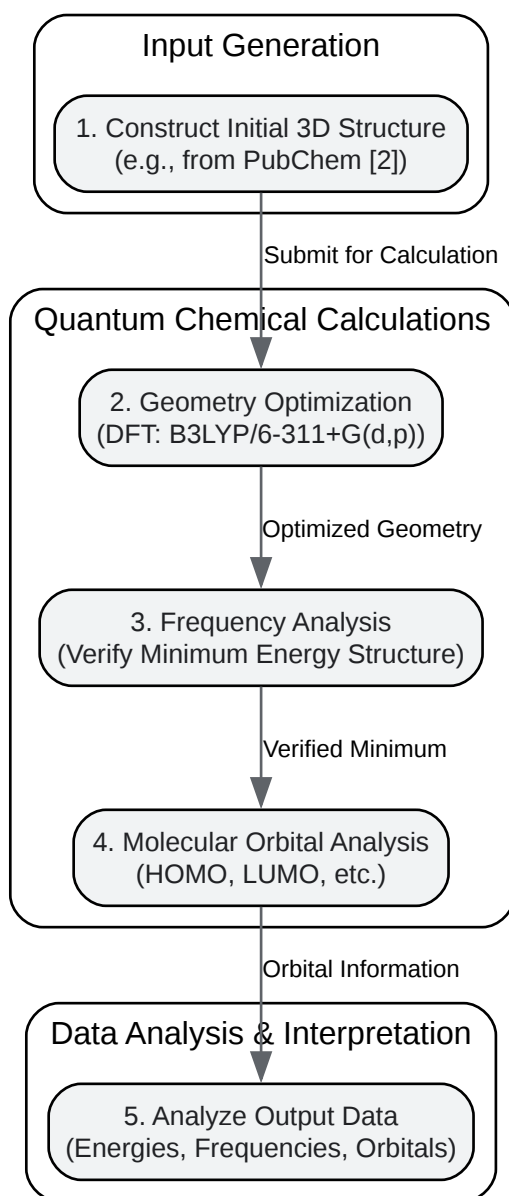 Input Generation
1. Construct Initial 3D Structure
(e.g., from PubChem [2])
Submit for Calculation
Quantum Chemical Calculations
2. Geometry Optimization
(DFT: B3LYP/6-311+G(d,p))
Optimized Geometry
3. Frequency Analysis
(Verify Minimum Energy Structure)
Verified Minimum
4. Molecular Orbital Analysis
(HOMO, LUMO, etc.)
Orbital Information
Data Analysis & Interpretation
5. Analyze Output Data
(Energies, Frequencies, Orbitals)